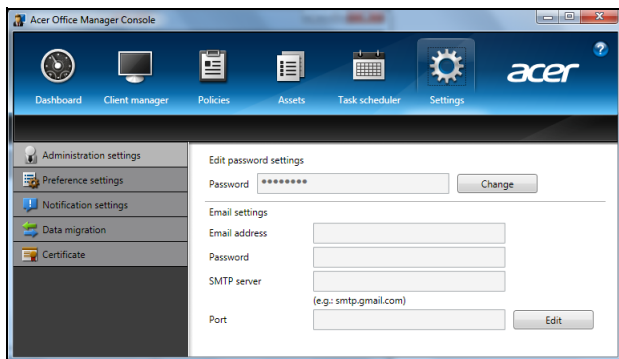 Acer Office Manager Console
acer
?
Dashboard Client manager Policies Assets Task scheduler Settings
Administration settings
Preference settings
Notification settings
Data migration
Certificate
Edit password settings
Password ******** Change
Email settings
Email address
Password
SMTP server
(e.g.: smtp.gmail.com)
Port Edit